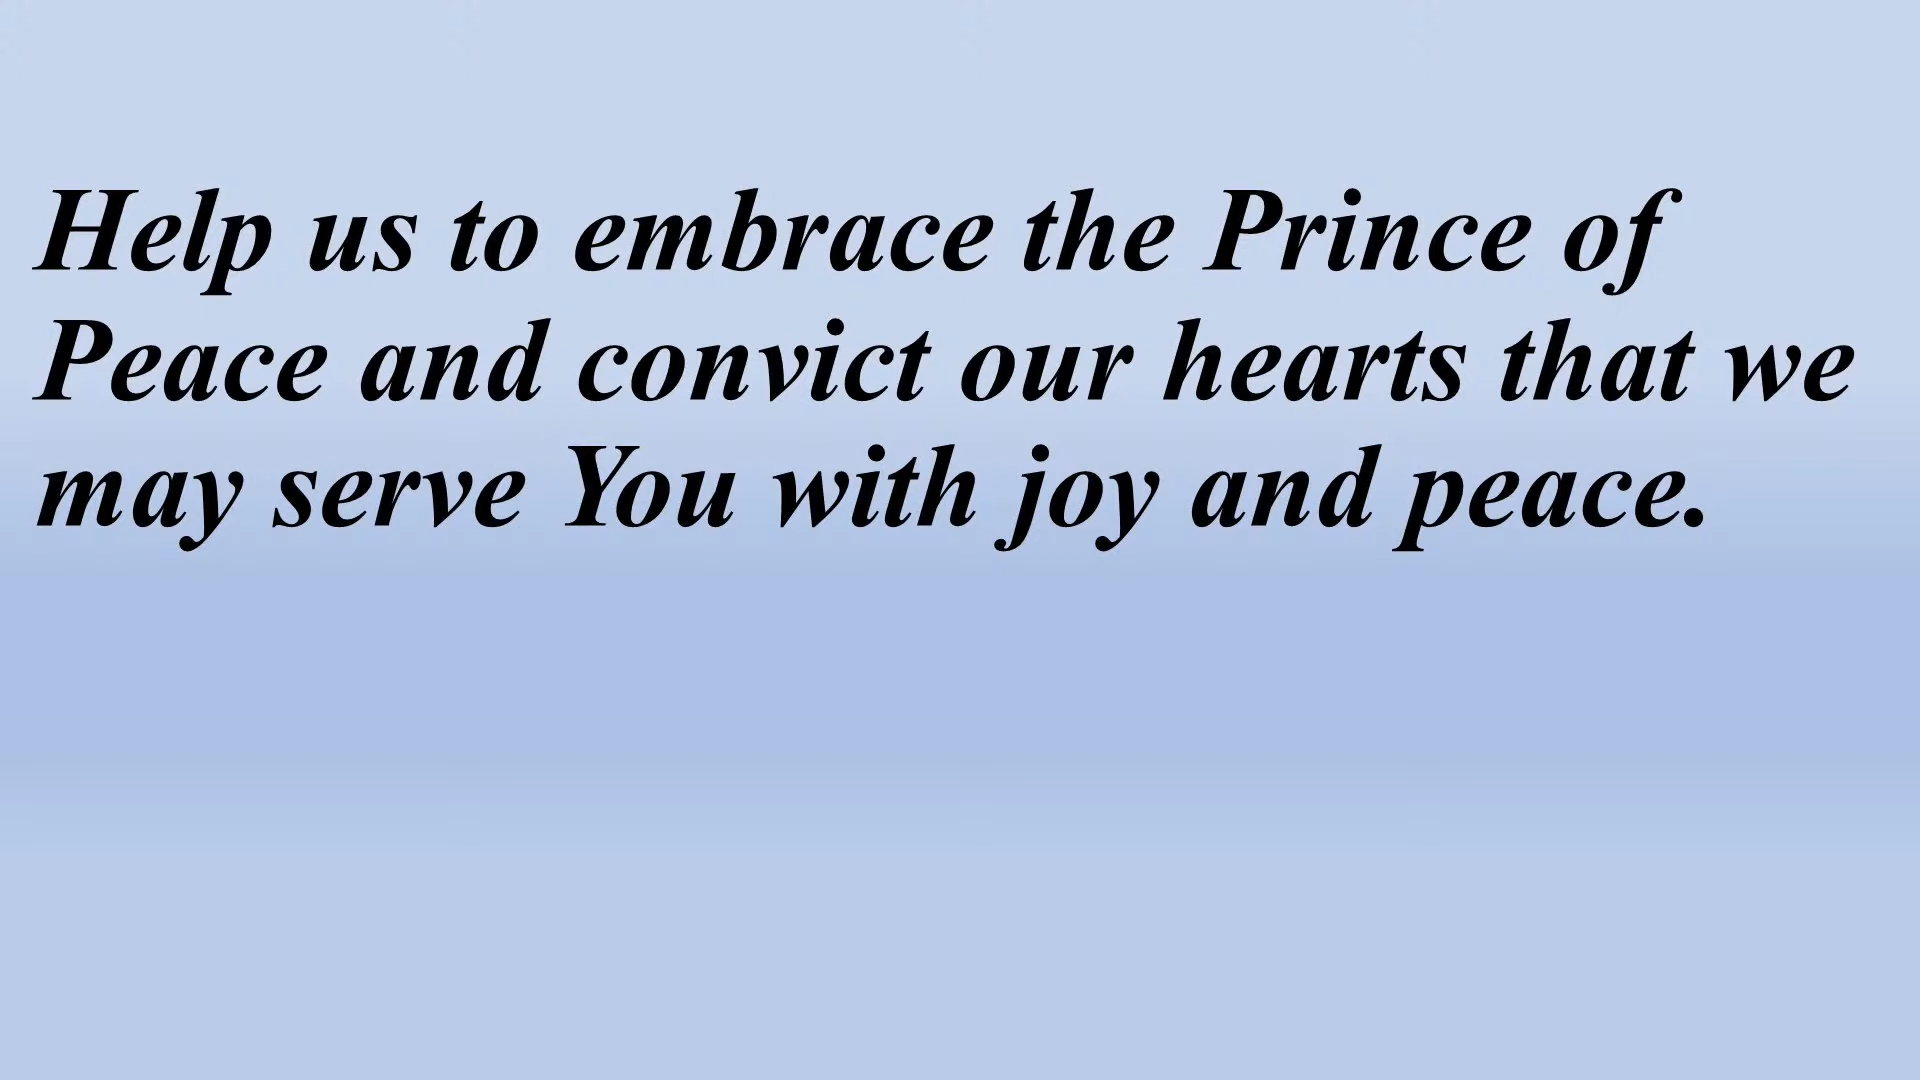 Help us to embrace the Prince of
Peace and convict our hearts that we
may serve You with joy and peace.